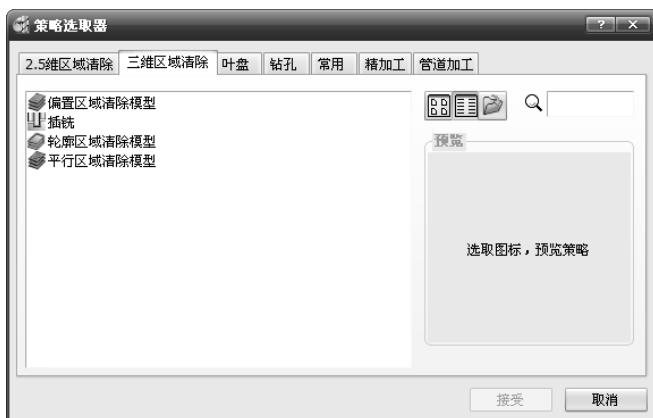 策略选取器
2.5维区域清除 三维区域清除 叶盘 钻孔 常用 精加工 管道加工
偏置区域清除模型
插铣
轮廓区域清除模型
平行区域清除模型
预览
选取图标，预览策略
接受 取消